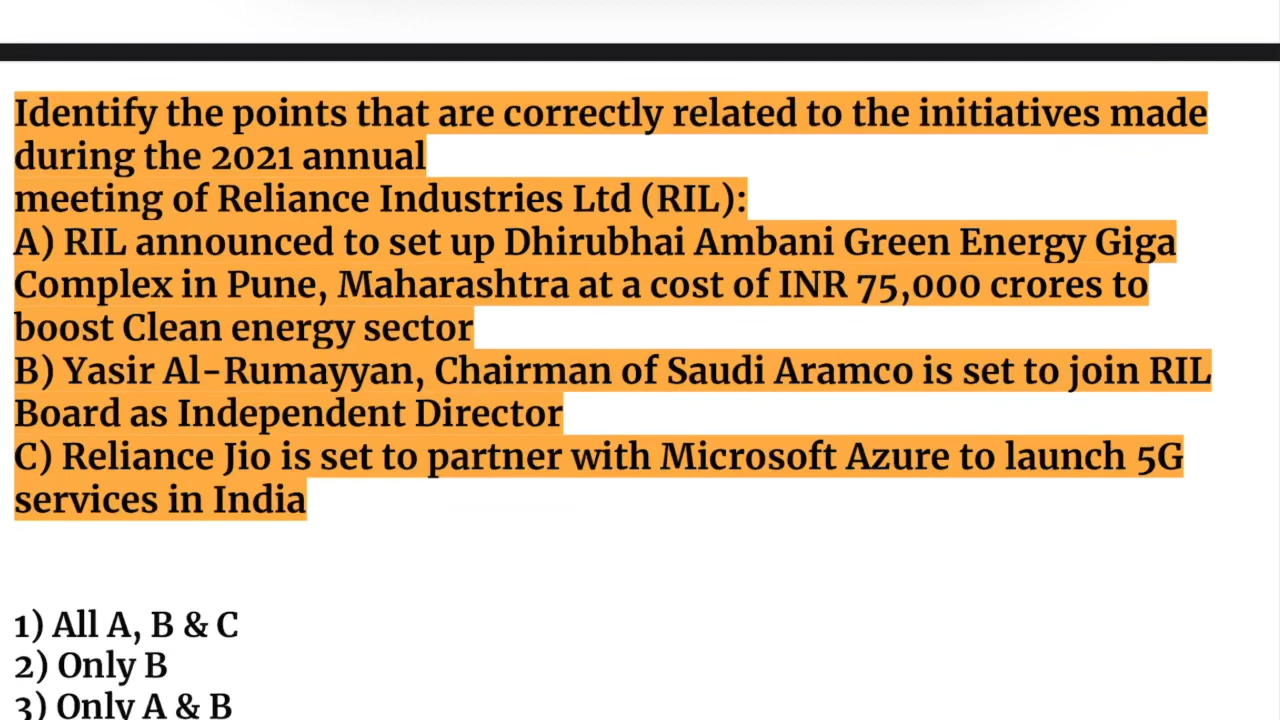 Identify the points that are correctly related to the initiatives made
during the 2021 annual
meeting of Reliance Industries Ltd (RIL):
A) RIL announced to set up Dhirubhai Ambani Green Energy Giga
Complex in Pune, Maharashtra at a cost of INR 75,000 crores to
boost Clean energy sector
B) Yasir Al-Rumayyan, Chairman of Saudi Aramco is set to join RIL
Board as Independent Director
C) Reliance Jio is set to partner with Microsoft Azure to launch 5G
services in India
1) All A, B & C
2) Only B
3) Only A & B